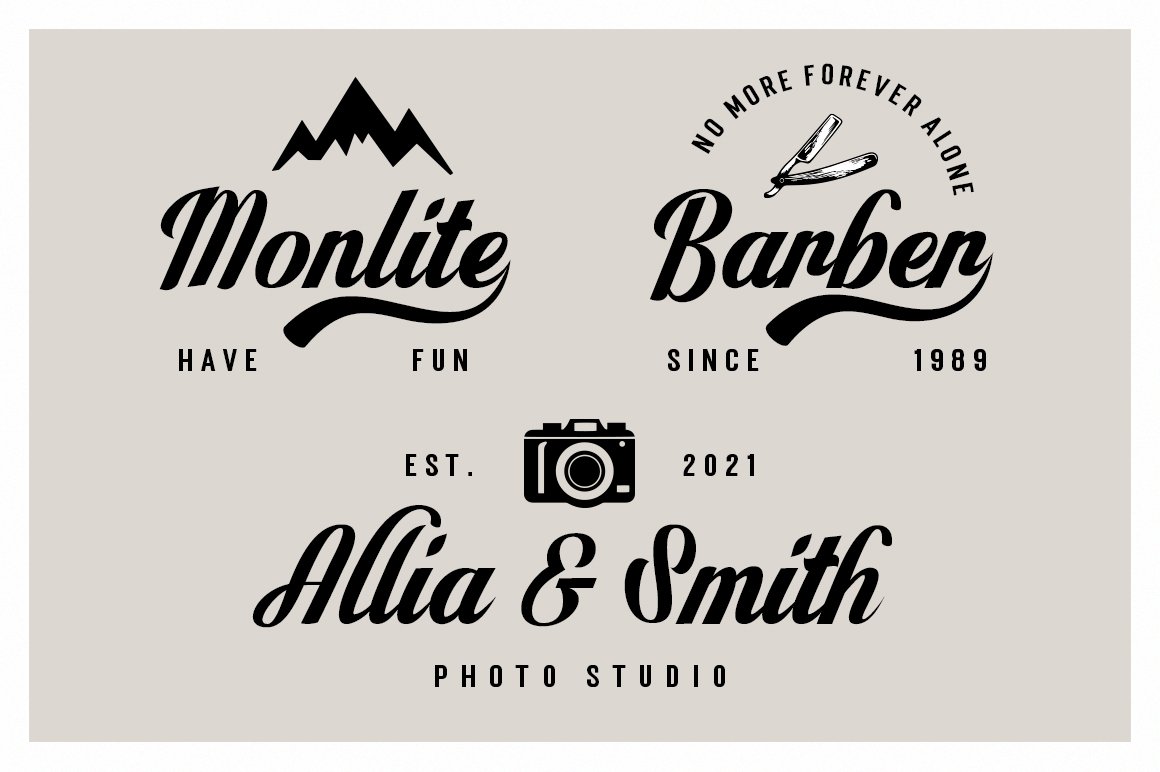 Monlite
HAVE FUN
NO MORE FOREVER ALONE
Barber
SINCE 1989
EST. 2021
Allia & Smith
PHOTO STUDIO